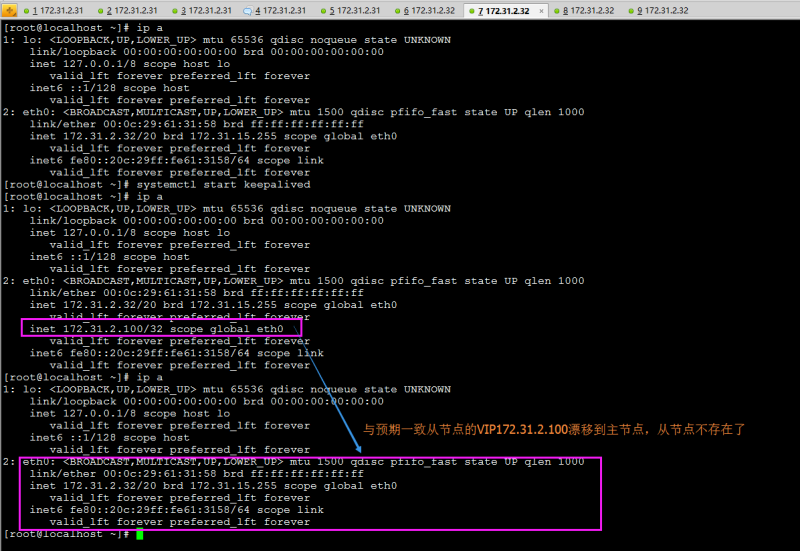 1 172.31.2.31 2 172.31.2.31 3 172.31.2.31 4 172.31.2.31 5 172.31.2.31 6 172.31.2.32 7 172.31.2.32 × 8 172.31.2.32 9 172.31.2.32
[root@localhost ~]# ip a
1: lo: <LOOPBACK,UP,LOWER_UP> mtu 65536 qdisc noqueue state UNKNOWN
link/loopback 00:00:00:00:00:00 brd 00:00:00:00:00:00
inet 127.0.0.1/8 scope host lo
valid_lft forever preferred_lft forever
inet6 ::1/128 scope host
valid_lft forever preferred_lft forever
2: eth0: <BROADCAST,MULTICAST,UP,LOWER_UP> mtu 1500 qdisc pfifo_fast state UP qlen 1000
link/ether 00:0c:29:61:31:58 brd ff:ff:ff:ff:ff:ff
inet 172.31.2.32/20 brd 172.31.15.255 scope global eth0
valid_lft forever preferred_lft forever
inet6 fe80::20c:29ff:fe61:3158/64 scope link
valid_lft forever preferred_lft forever
[root@localhost ~]# systemctl start keepalived
[root@localhost ~]# ip a
1: lo: <LOOPBACK,UP,LOWER_UP> mtu 65536 qdisc noqueue state UNKNOWN
link/loopback 00:00:00:00:00:00 brd 00:00:00:00:00:00
inet 127.0.0.1/8 scope host lo
valid_lft forever preferred_lft forever
inet6 ::1/128 scope host
valid_lft forever preferred_lft forever
2: eth0: <BROADCAST,MULTICAST,UP,LOWER_UP> mtu 1500 qdisc pfifo_fast state UP qlen 1000
link/ether 00:0c:29:61:31:58 brd ff:ff:ff:ff:ff:ff
inet 172.31.2.32/20 brd 172.31.15.255 scope global eth0
valid_lft forever preferred_lft forever
inet 172.31.2.100/32 scope global eth0
valid_lft forever preferred_lft forever
inet6 fe80::20c:29ff:fe61:3158/64 scope link
valid_lft forever preferred_lft forever
[root@localhost ~]# ip a
1: lo: <LOOPBACK,UP,LOWER_UP> mtu 65536 qdisc noqueue state UNKNOWN
link/loopback 00:00:00:00:00:00 brd 00:00:00:00:00:00
inet 127.0.0.1/8 scope host lo
valid_lft forever preferred_lft forever
与预期一致从节点的VIP172.31.2.100漂移到主节点，从节点不存在了
inet6 ::1/128 scope host
valid_lft forever preferred_lft forever
2: eth0: <BROADCAST,MULTICAST,UP,LOWER_UP> mtu 1500 qdisc pfifo_fast state UP qlen 1000
link/ether 00:0c:29:61:31:58 brd ff:ff:ff:ff:ff:ff
inet 172.31.2.32/20 brd 172.31.15.255 scope global eth0
valid_lft forever preferred_lft forever
inet6 fe80::20c:29ff:fe61:3158/64 scope link
valid_lft forever preferred_lft forever
[root@localhost ~]#